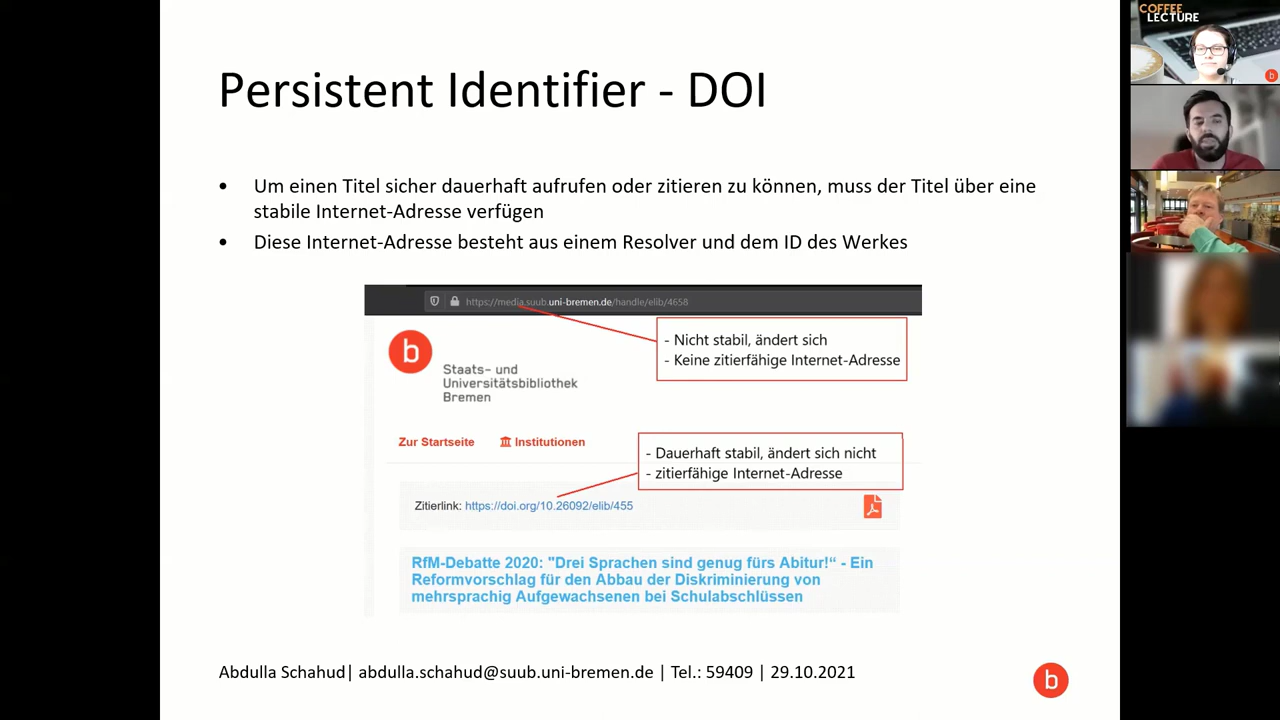 Persistent Identifier - DOI
• Um einen Titel sicher dauerhaft aufrufen oder zitieren zu können, muss der Titel über eine
stabile Internet-Adresse verfügen
• Diese Internet-Adresse besteht aus einem Resolver und dem ID des Werkes
https://media.suub.uni-bremen.de/handle/elib/4658
- Nicht stabil, ändert sich
- Keine zitierfähige Internet-Adresse
b
Staats- und
Universitätsbibliothek
Bremen
Zur Startseite Institutionen
- Dauerhaft stabil, ändert sich nicht
- zitierfähige Internet-Adresse
Zitierlink: https://doi.org/10.26092/elib/455
RfM-Debatte 2020: "Drei Sprachen sind genug fürs Abitur!“ - Ein
Reformvorschlag für den Abbau der Diskriminierung von
mehrsprachig Aufgewachsenen bei Schulabschlüssen
Abdulla Schahud| abdulla.schahud@suub.uni-bremen.de | Tel.: 59409 | 29.10.2021
b
COFFEE
LECTURE
b